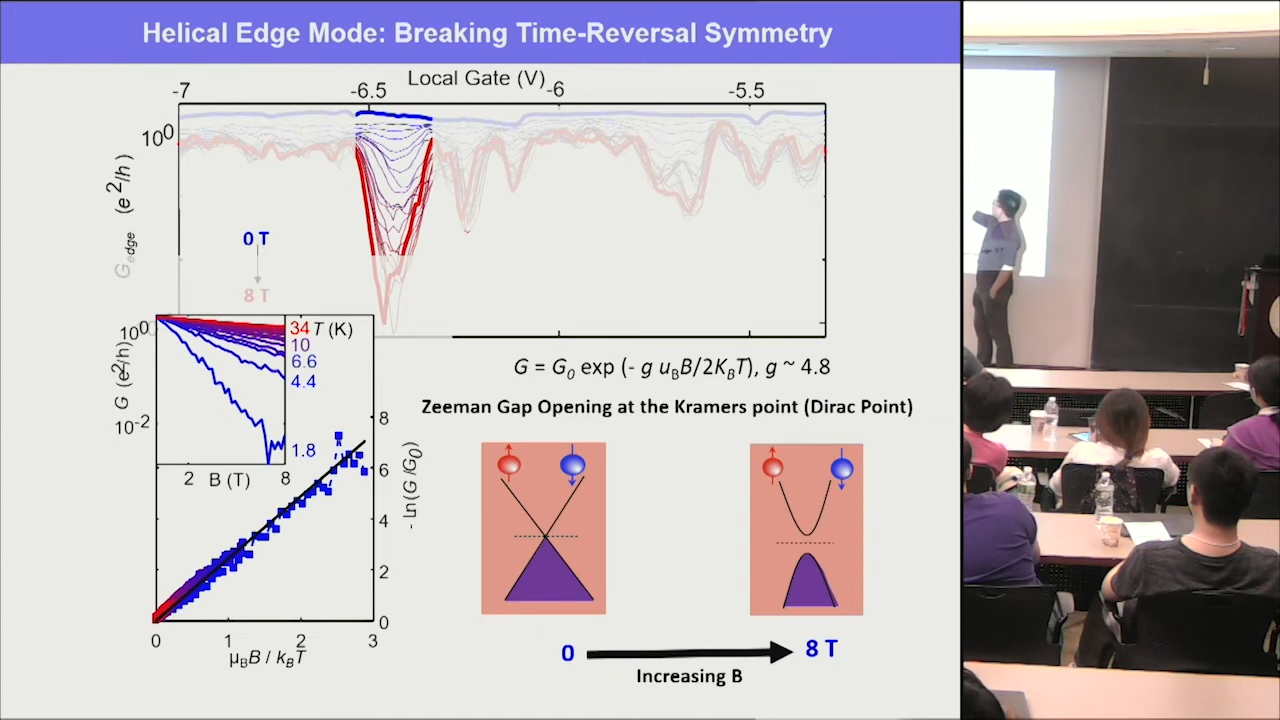 Helical Edge Mode: Breaking Time-Reversal Symmetry
Local Gate (V)
-7 -6.5 -6 -5.5
10⁰
G_edge (e²/h)
0 T
8 T
10⁰
10⁻²
G (e²/h)
34 T (K)
10
6.6
4.4
1.8
2 B (T) 8
8
6
4
2
0
- Ln (G /G₀)
0 1 2 3
μ_B B / k_B T
G = G₀ exp (- g u_B B/2K_B T), g ~ 4.8
Zeeman Gap Opening at the Kramers point (Dirac Point)
0
8 T
Increasing B